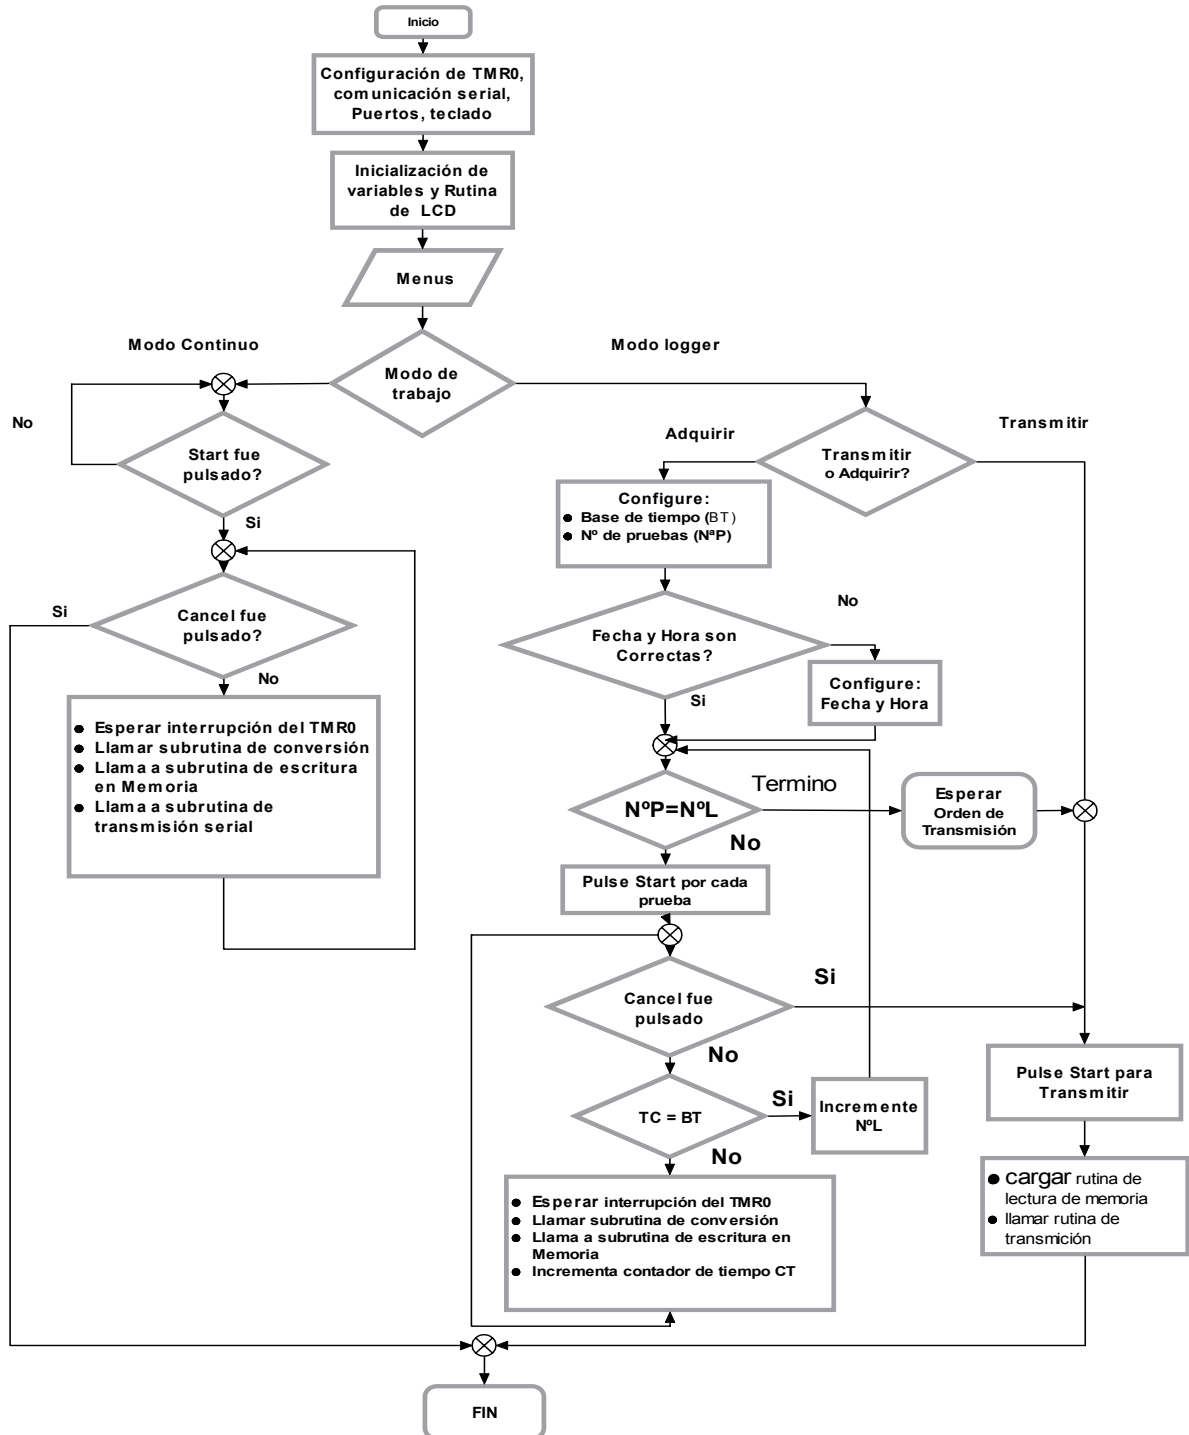 Inicio
Configuración de TMR0,
comunicación serial,
Puertos, teclado
Inicialización de
variables y Rutina
de LCD
Menus
Modo Continuo
Modo logger
Modo de
trabajo
No
Start fue
pulsado?
Si
Adquirir
Transmitir
Transmitir
o Adquirir?
Configure:
● Base de tiempo (BT)
● Nº de pruebas (NªP)
Si
Cancel fue
pulsado?
No
No
Fecha y Hora son
Correctas?
Si
Configure:
Fecha y Hora
● Esperar interrupción del TMR0
● Llamar subrutina de conversión
● Llama a subrutina de escritura
en Memoria
● Llama a subrutina de
transmisión serial
NºP=NºL
Termino
Esperar
Orden de
Transmisión
No
Pulse Start por cada
prueba
Cancel fue
pulsado
Si
No
TC = BT
Si
Incremente
NºL
No
Pulse Start para
Transmitir
● Esperar interrupción del TMR0
● Llamar subrutina de conversión
● Llama a subrutina de escritura en
Memoria
● Incrementa contador de tiempo CT
● cargar rutina de
lectura de memoria
● llamar rutina de
transmición
FIN